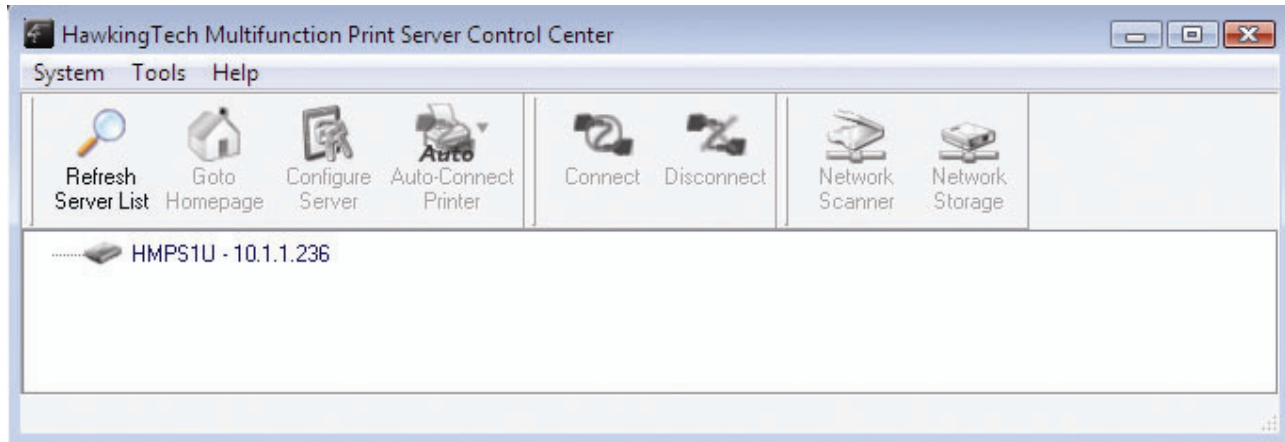 HawkingTech Multifunction Print Server Control Center
System Tools Help
Auto
Refresh Goto Configure Auto-Connect Connect Disconnect Network Network
Server List Homepage Server Printer Scanner Storage
HMPS1U - 10.1.1.236